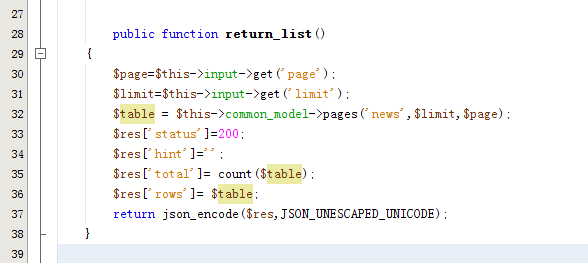 27
28 public function return_list()
29 {
30 $page=$this->input->get('page');
31 $limit=$this->input->get('limit');
32 $table = $this->common_model->pages('news',$limit,$page);
33 $res['status']=200;
34 $res['hint']='';
35 $res['total']= count($table);
36 $res['rows']= $table;
37 return json_encode($res,JSON_UNESCAPED_UNICODE);
38 }
39